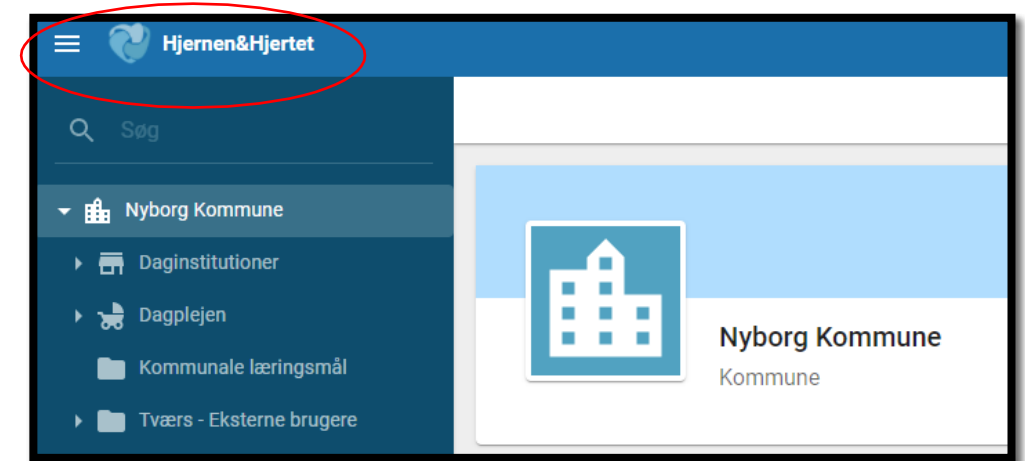 Hjernen&Hjertet
Søg
Nyborg Kommune
Daginstitutioner
Dagplejen
Kommunale læringsmål
Tværs - Eksterne brugere
Nyborg Kommune
Kommune